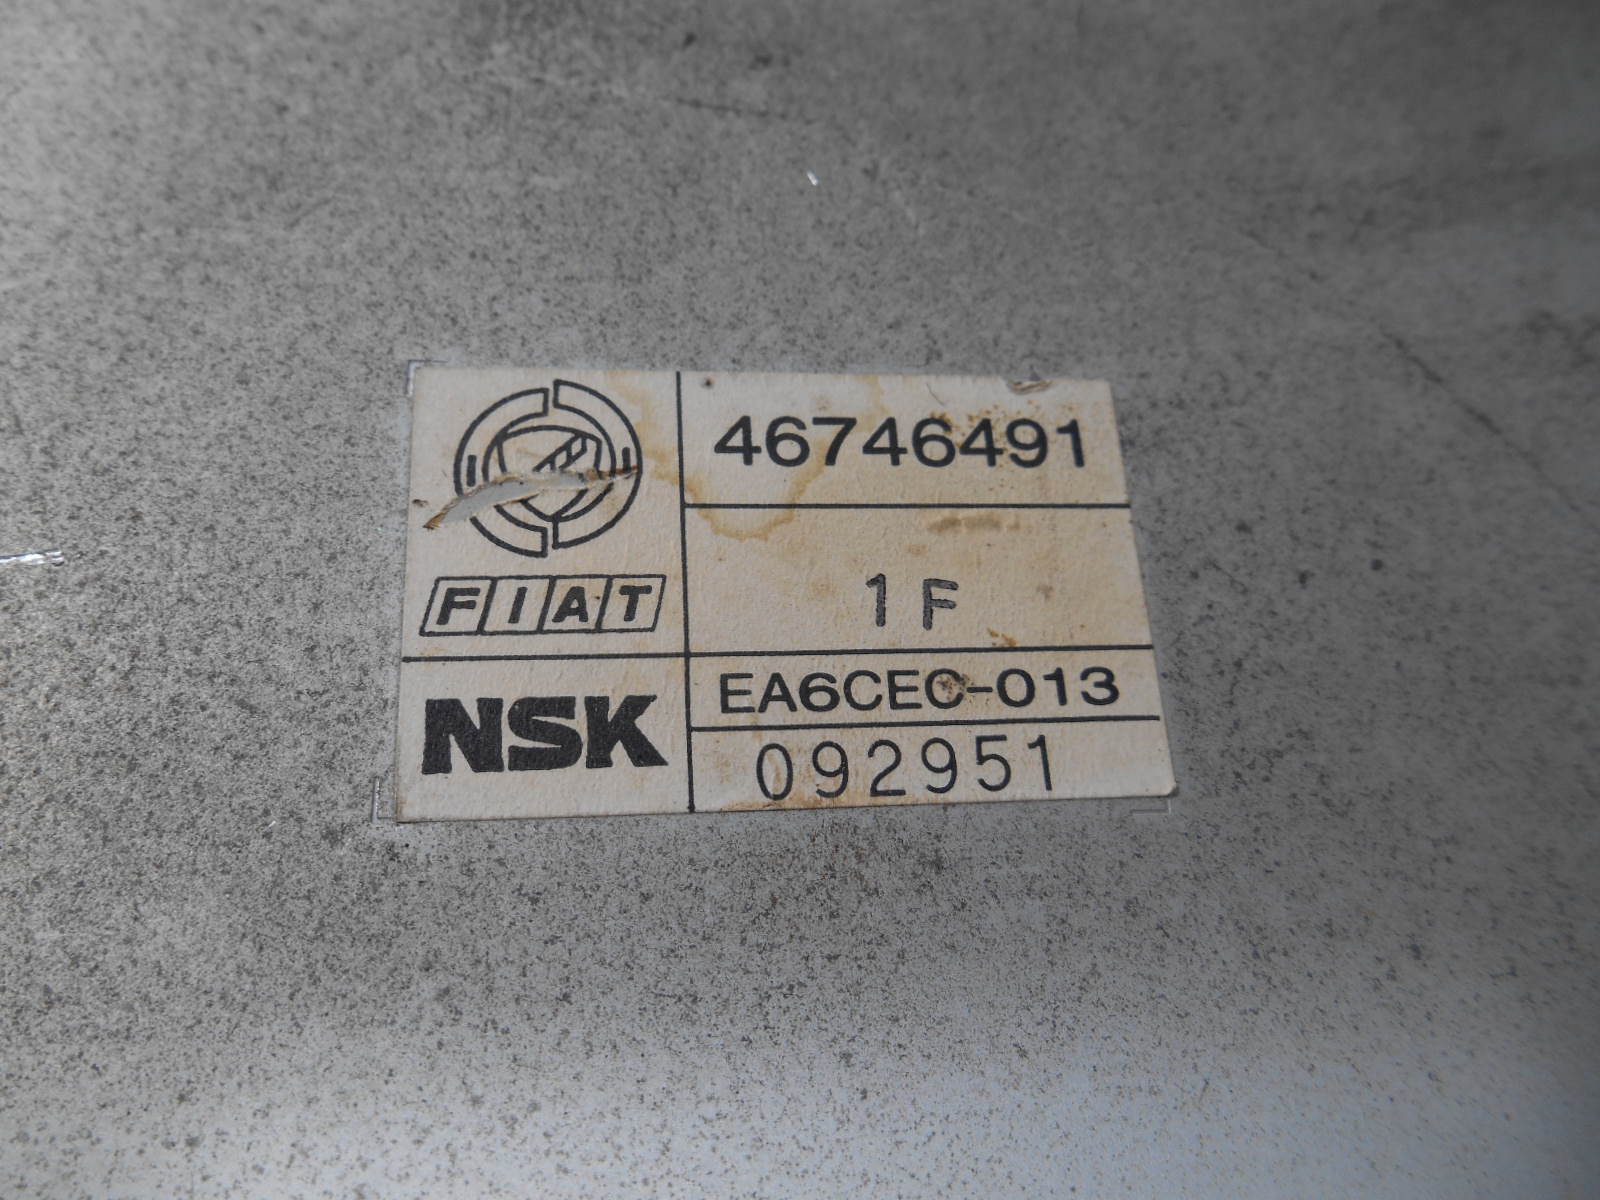 46746491
1F
FIAT
NSK
EA6CEC-013
092951